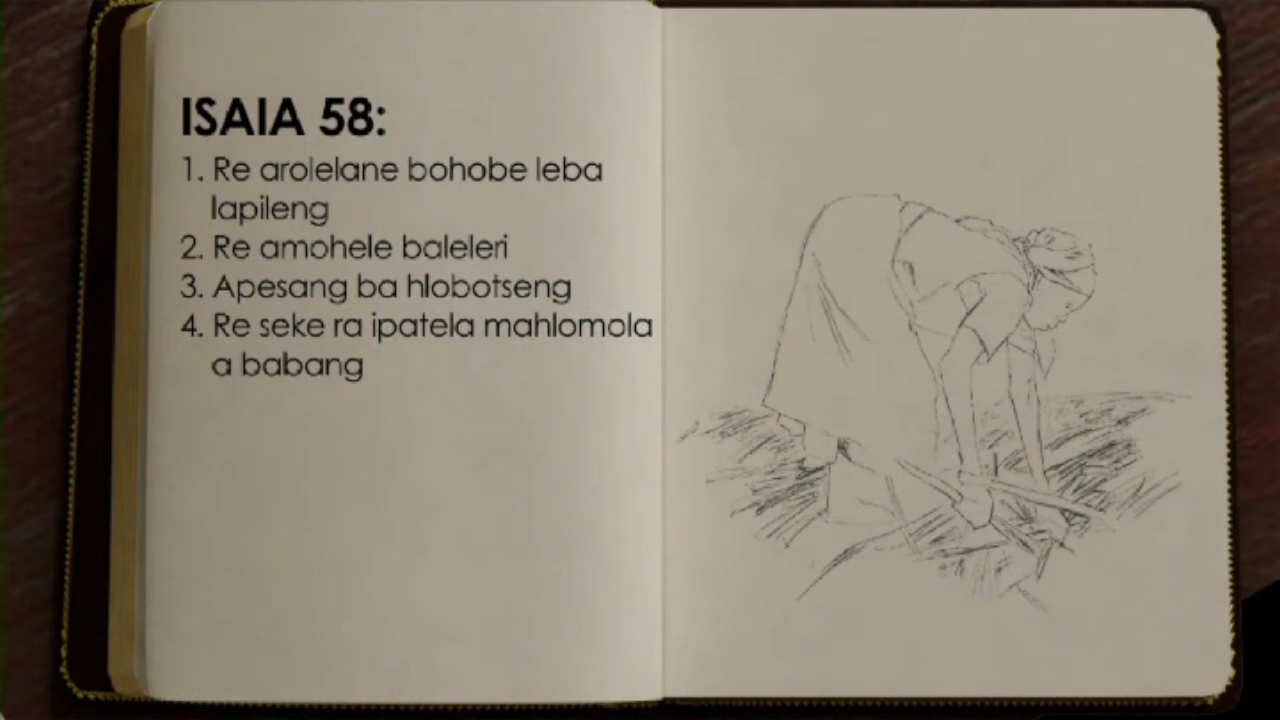 ISAIA 58:
1. Re arolelane bohobe leba
lapileng
2. Re amohele baleleri
3. Apesang ba hlobotseng
4. Re seke ra ipatela mahlomola
a babang